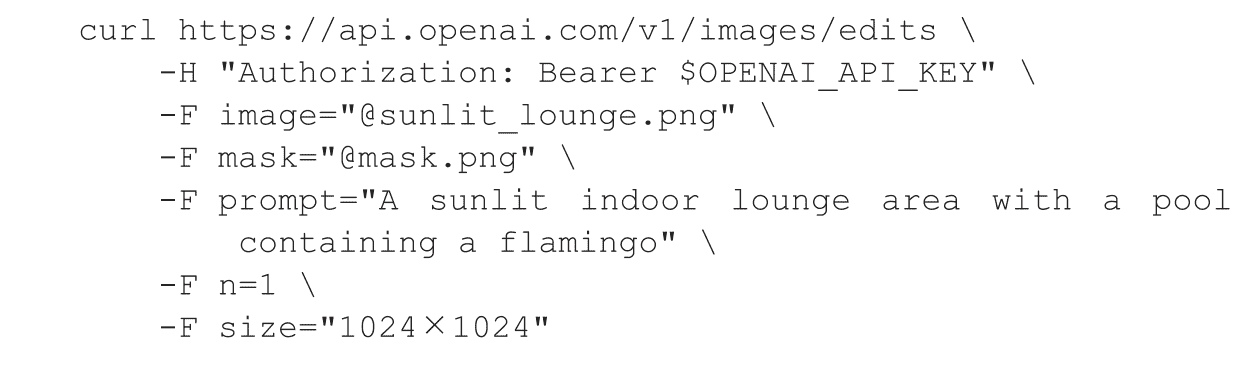 curl https://api.openai.com/v1/images/edits \
-H "Authorization: Bearer $OPENAI_API_KEY" \
-F image="@sunlit_lounge.png" \
-F mask="@mask.png" \
-F prompt="A sunlit indoor lounge area with a pool
containing a flamingo" \
-F n=1 \
-F size="1024×1024"